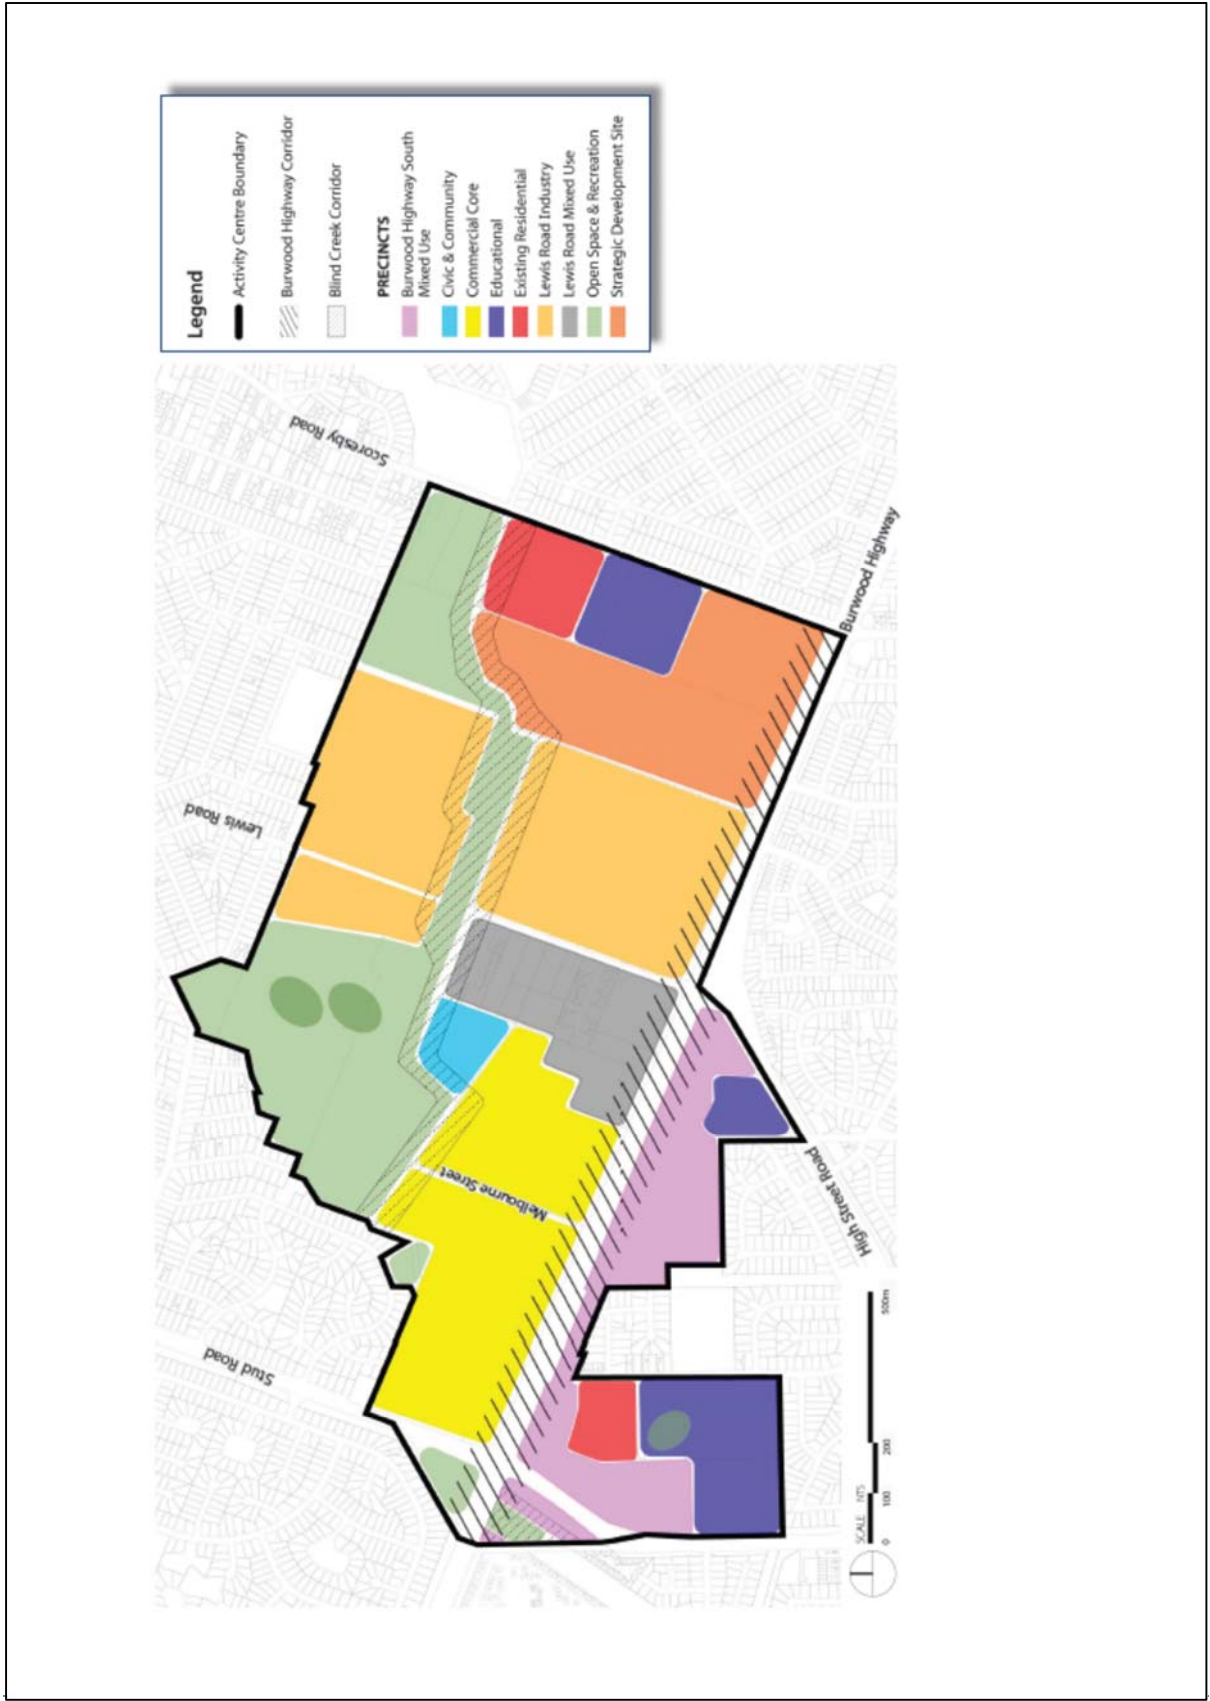 Legend
Activity Centre Boundary
Burwood Highway Corridor
Blind Creek Corridor
PRECINCTS
Burwood Highway South
Mixed Use
Civic & Community
Commercial Core
Educational
Existing Residential
Lewis Road Industry
Lewis Road Mixed Use
Open Space & Recreation
Strategic Development Site
Stud Road
Lewis Road
Scoresby Road
Melbourne Street
High Street Road
Burwood Highway
SCALE NTS
0 100 200 500m